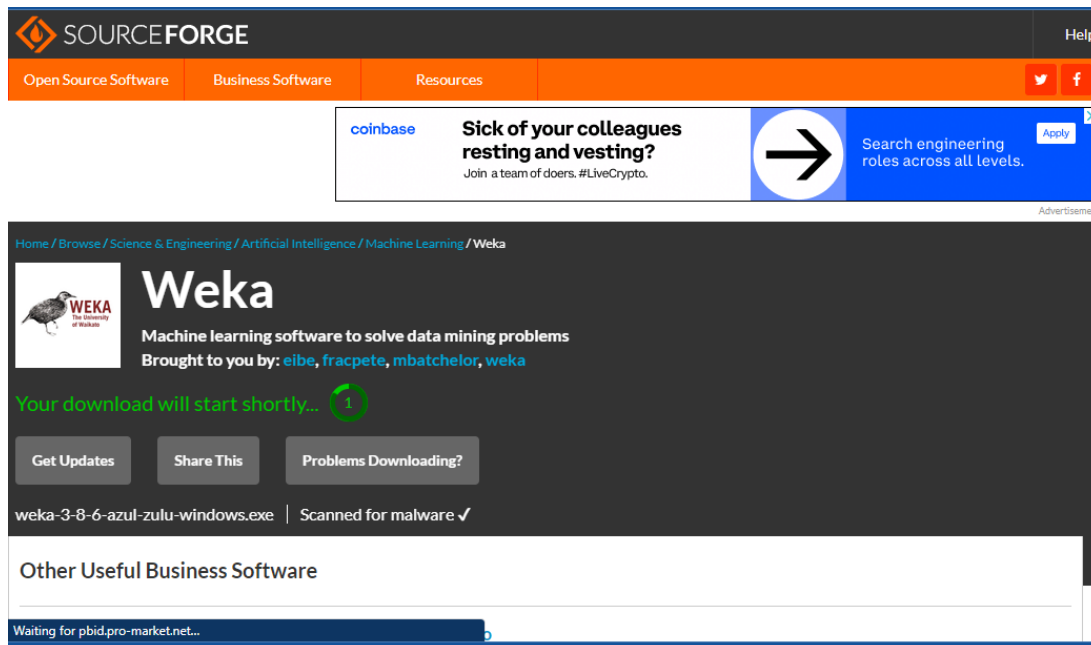 SOURCEFORGE
Help
Open Source Software Business Software Resources
coinbase
Sick of your colleagues
resting and vesting?
Join a team of doers. #LiveCrypto.
Search engineering
roles across all levels.
Apply
Advertiseme
Home / Browse / Science & Engineering / Artificial Intelligence / Machine Learning / Weka
WEKA
The University
of Waikato
Weka
Machine learning software to solve data mining problems
Brought to you by: eibe, fracpete, mbatchelor, weka
Your download will start shortly... 1
Get Updates Share This Problems Downloading?
weka-3-8-6-azul-zulu-windows.exe | Scanned for malware ✓
Other Useful Business Software
Waiting for pbid.pro-market.net...